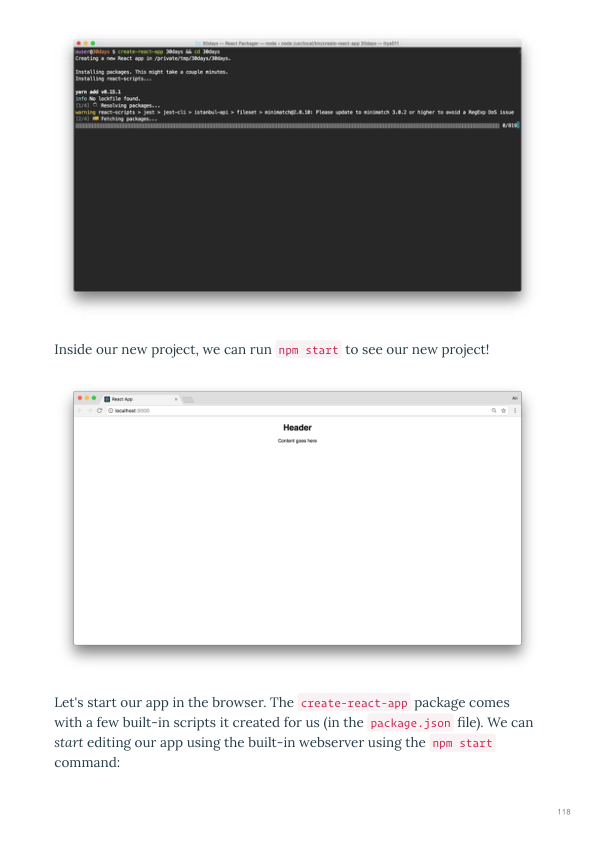 30days — React Packager — node ‹ node /usr/local/bin/create-react-app 30days — ttys011
auser@30days $ create-react-app 30days && cd 30days
Creating a new React app in /private/tmp/30days/30days.
Installing packages. This might take a couple minutes.
Installing react-scripts...
yarn add v0.15.1
info No lockfile found.
[1/4] Resolving packages...
warning react-scripts > jest > jest-cli > istanbul-api > fileset > minimatch@2.0.10: Please update to minimatch 3.0.2 or higher to avoid a RegExp DoS issue
[2/4] Fetching packages...
0/819
Inside our new project, we can run npm start to see our new project!
React App
Ari
localhost:3000
Header
Content goes here
Let's start our app in the browser. The create-react-app package comes
with a few built-in scripts it created for us (in the package.json file). We can
start editing our app using the built-in webserver using the npm start
command:
118